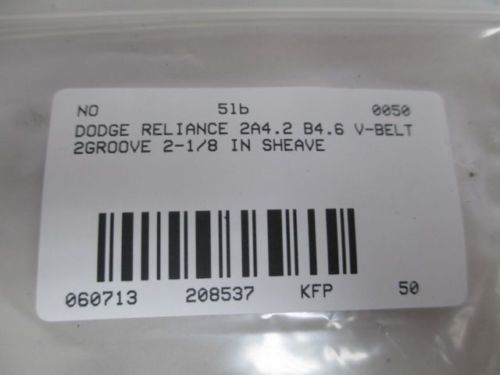 NO 5lb 0050
DODGE RELIANCE 2A4.2 B4.6 V-BELT
2GROOVE 2-1/8 IN SHEAVE
060713 208537 KFP 50